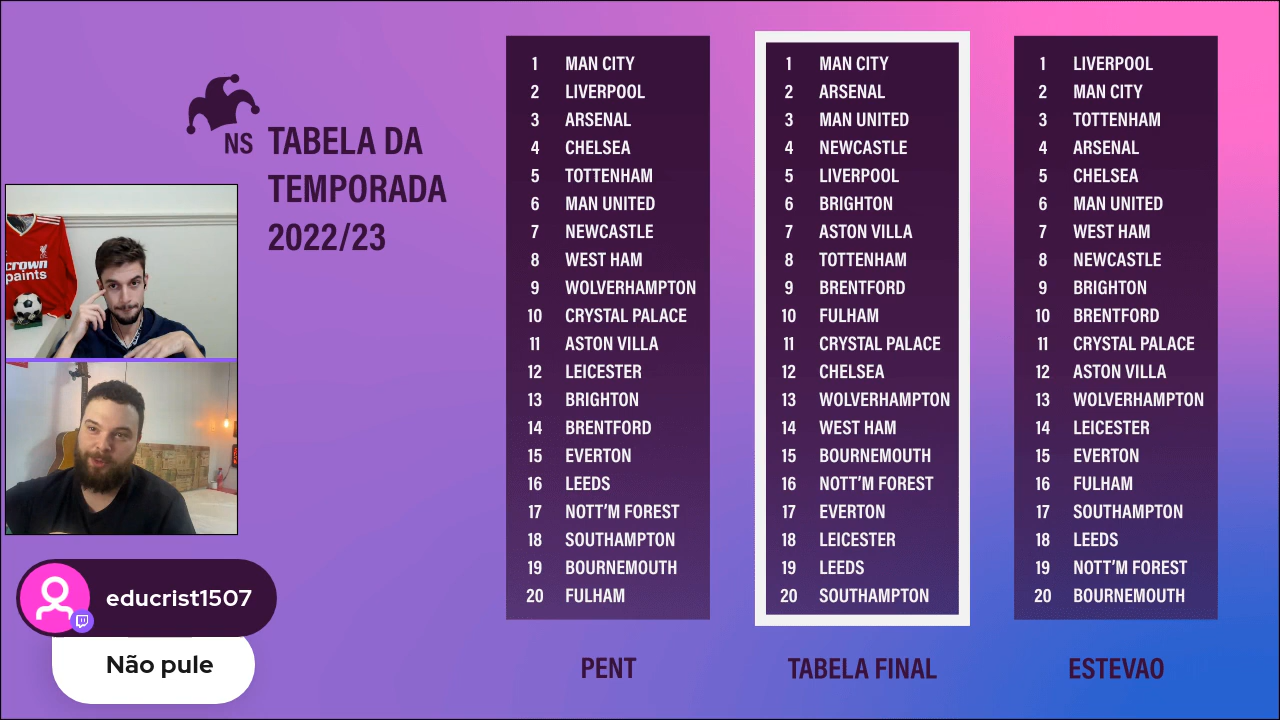 NS
TABELA DA
TEMPORADA
2022/23
crown
paints
educrist1507
Não pule
1 MAN CITY
2 LIVERPOOL
3 ARSENAL
4 CHELSEA
5 TOTTENHAM
6 MAN UNITED
7 NEWCASTLE
8 WEST HAM
9 WOLVERHAMPTON
10 CRYSTAL PALACE
11 ASTON VILLA
12 LEICESTER
13 BRIGHTON
14 BRENTFORD
15 EVERTON
16 LEEDS
17 NOTT'M FOREST
18 SOUTHAMPTON
19 BOURNEMOUTH
20 FULHAM
PENT
1 MAN CITY
2 ARSENAL
3 MAN UNITED
4 NEWCASTLE
5 LIVERPOOL
6 BRIGHTON
7 ASTON VILLA
8 TOTTENHAM
9 BRENTFORD
10 FULHAM
11 CRYSTAL PALACE
12 CHELSEA
13 WOLVERHAMPTON
14 WEST HAM
15 BOURNEMOUTH
16 NOTT'M FOREST
17 EVERTON
18 LEICESTER
19 LEEDS
20 SOUTHAMPTON
TABELA FINAL
1 LIVERPOOL
2 MAN CITY
3 TOTTENHAM
4 ARSENAL
5 CHELSEA
6 MAN UNITED
7 WEST HAM
8 NEWCASTLE
9 BRIGHTON
10 BRENTFORD
11 CRYSTAL PALACE
12 ASTON VILLA
13 WOLVERHAMPTON
14 LEICESTER
15 EVERTON
16 FULHAM
17 SOUTHAMPTON
18 LEEDS
19 NOTT'M FOREST
20 BOURNEMOUTH
ESTEVAO